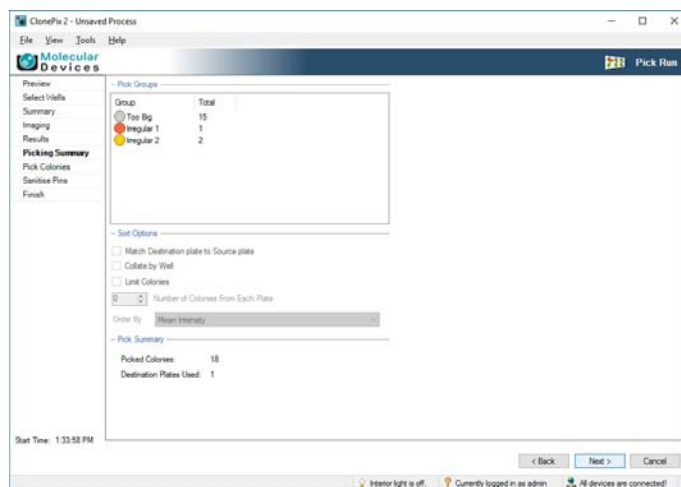 ClonePix 2 - Unsaved Process
File View Tools Help
Molecular
Devices
Pick Run
Preview
Select Wells
Summary
Imaging
Results
Picking Summary
Pick Colonies
Sanitise Pins
Finish
Pick Groups
Group Total
Too Big 15
Irregular 1 1
Irregular 2 2
Sort Options
Match Destination plate to Source plate
Collate by Well
Limit Colonies
0 Number of Colonies From Each Plate
Order By Mean Intensity
Pick Summary
Picked Colonies: 18
Destination Plates Used: 1
Start Time: 1:33:58 PM
< Back Next > Cancel
Interior light is off. Currently logged in as admin All devices are connected!